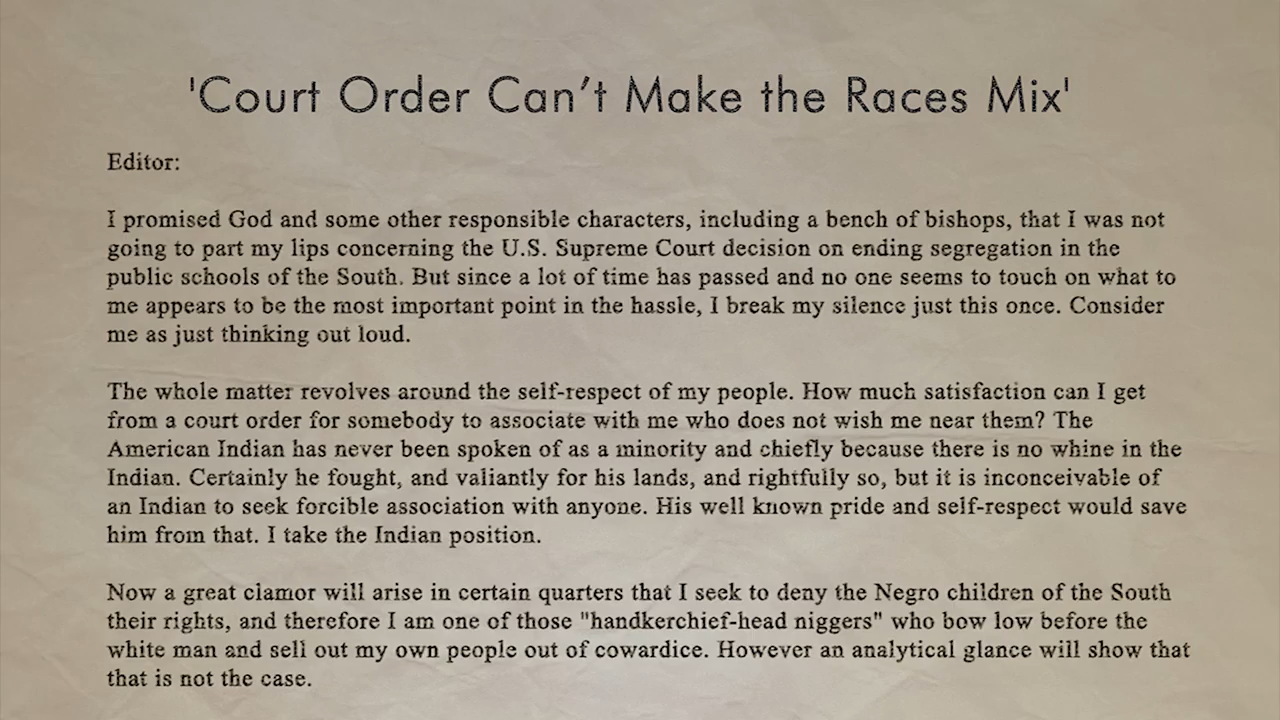 'Court Order Can't Make the Races Mix'
Editor:
I promised God and some other responsible characters, including a bench of bishops, that I was not
going to part my lips concerning the U.S. Supreme Court decision on ending segregation in the
public schools of the South. But since a lot of time has passed and no one seems to touch on what to
me appears to be the most important point in the hassle, I break my silence just this once. Consider
me as just thinking out loud.
The whole matter revolves around the self-respect of my people. How much satisfaction can I get
from a court order for somebody to associate with me who does not wish me near them? The
American Indian has never been spoken of as a minority and chiefly because there is no whine in the
Indian. Certainly he fought, and valiantly for his lands, and rightfully so, but it is inconceivable of
an Indian to seek forcible association with anyone. His well known pride and self-respect would save
him from that. I take the Indian position.
Now a great clamor will arise in certain quarters that I seek to deny the Negro children of the South
their rights, and therefore I am one of those "handkerchief-head niggers" who bow low before the
white man and sell out my own people out of cowardice. However an analytical glance will show that
that is not the case.